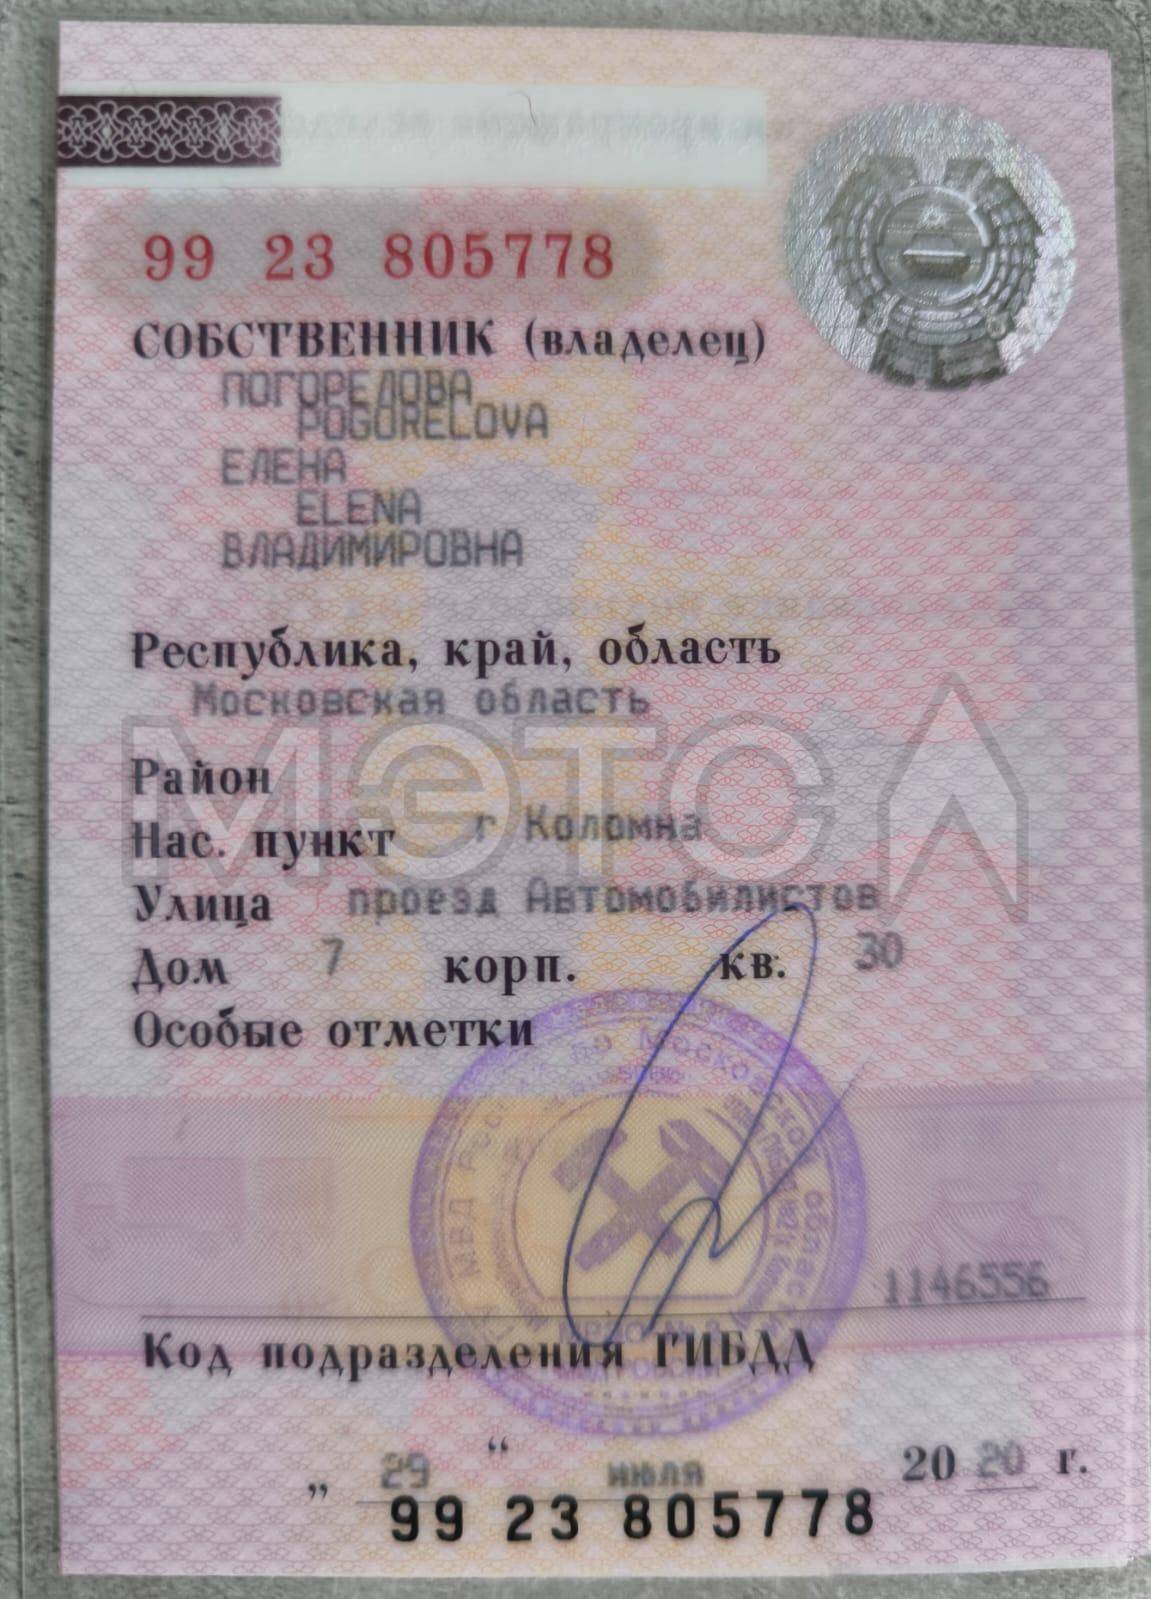 99 23 805778
СОБСТВЕННИК (владелец)
ПОГОРЕЛОВА
POGORELOVA
ЕЛЕНА
ELENA
ВЛАДИМИРОВНА
Республика, край, область
Московская область
Район
Нас. пункт г Коломна
Улица проезд Автомобилистов
Дом 7 корп. кв. 30
Особые отметки
МЭТСЛ
1146556
Код подразделения ГИБДД
„ 29 “ июля 2020 г.
99 23 805778